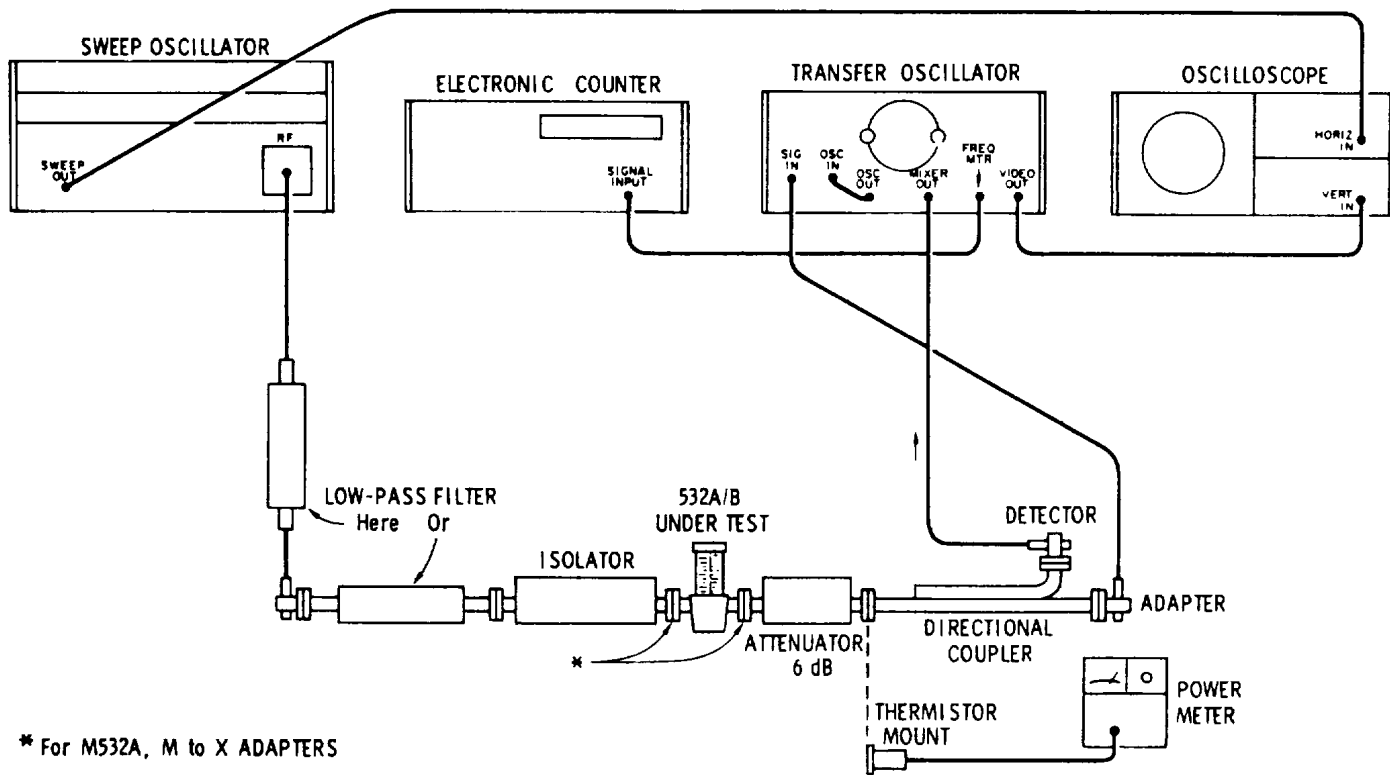 SWEEP OSCILLATOR
SWEEP
OUT
RF
ELECTRONIC COUNTER
SIGNAL
INPUT
TRANSFER OSCILLATOR
SIG
IN
OSC
IN
OSC
OUT
MIXER
OUT
FREQ
MTR
VIDEO
OUT
OSCILLOSCOPE
HORIZ
IN
VERT
IN
LOW-PASS FILTER
Here Or
ISOLATOR
532A/B
UNDER TEST
*
ATTENUATOR
6 dB
DETECTOR
DIRECTIONAL
COUPLER
ADAPTER
THERMISTOR
MOUNT
POWER
METER
* For M532A, M to X ADAPTERS